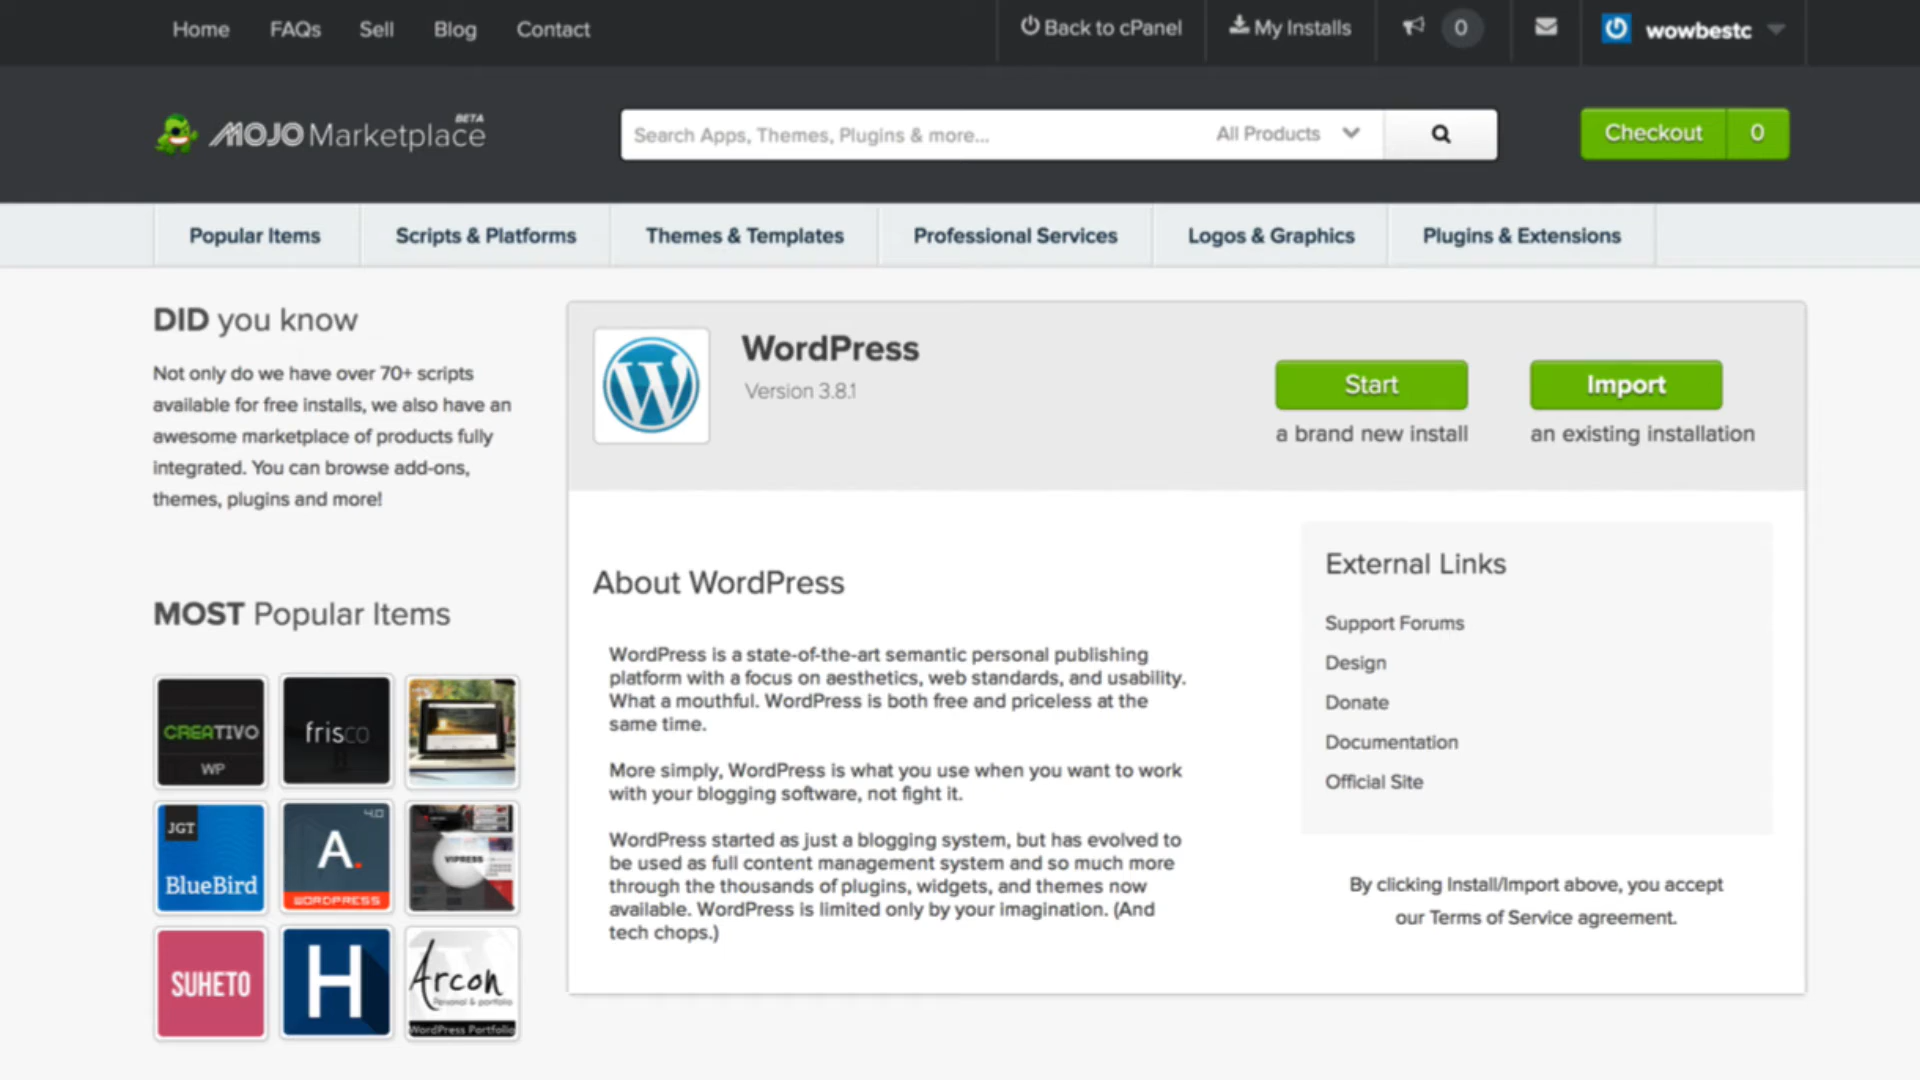 Home FAQs Sell Blog Contact Back to cPanel My Installs 0 wowbestc
MOJO Marketplace BETA
Search Apps, Themes, Plugins & more... All Products
Checkout 0
Popular Items Scripts & Platforms Themes & Templates Professional Services Logos & Graphics Plugins & Extensions
DID you know
Not only do we have over 70+ scripts
available for free installs, we also have an
awesome marketplace of products fully
integrated. You can browse add-ons,
themes, plugins and more!
MOST Popular Items
CREATIVO
WP
frisco
JGT
BlueBird
4.0
A.
WORDPRESS
VIPRESS
SUHETO
H
Arcon
Personal & portfolio
WordPress Portfolio
WordPress
Version 3.8.1
Start
a brand new install
Import
an existing installation
About WordPress
WordPress is a state-of-the-art semantic personal publishing
platform with a focus on aesthetics, web standards, and usability.
What a mouthful. WordPress is both free and priceless at the
same time.
More simply, WordPress is what you use when you want to work
with your blogging software, not fight it.
WordPress started as just a blogging system, but has evolved to
be used as full content management system and so much more
through the thousands of plugins, widgets, and themes now
available. WordPress is limited only by your imagination. (And
tech chops.)
External Links
Support Forums
Design
Donate
Documentation
Official Site
By clicking Install/Import above, you accept
our Terms of Service agreement.